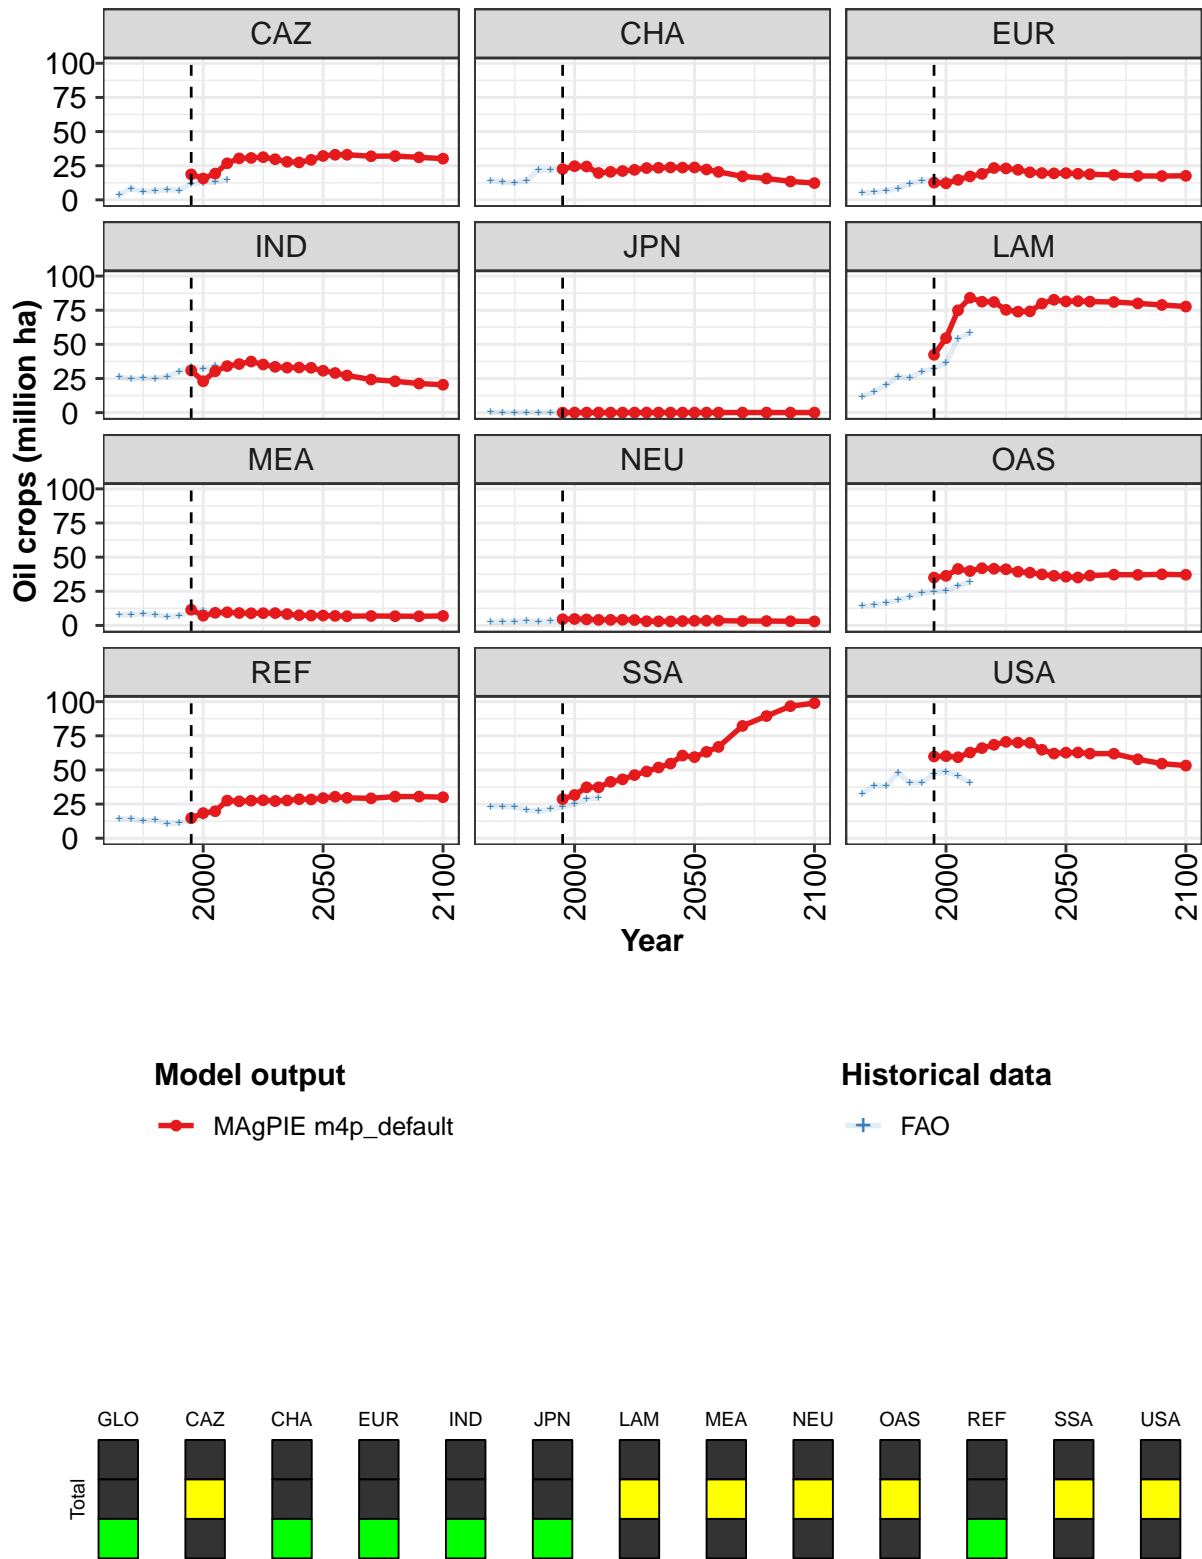 CAZ CHA EUR
100
75
50
25
0
IND JPN LAM
100
75
50
25
0
MEA NEU OAS
100
75
50
25
0
REF SSA USA
100
75
50
25
0
Oil crops (million ha)
2000 2050 2100 2000 2050 2100 2000 2050 2100
Year
Model output Historical data
MAgPIE m4p_default FAO
GLO CAZ CHA EUR IND JPN LAM MEA NEU OAS REF SSA USA
Total